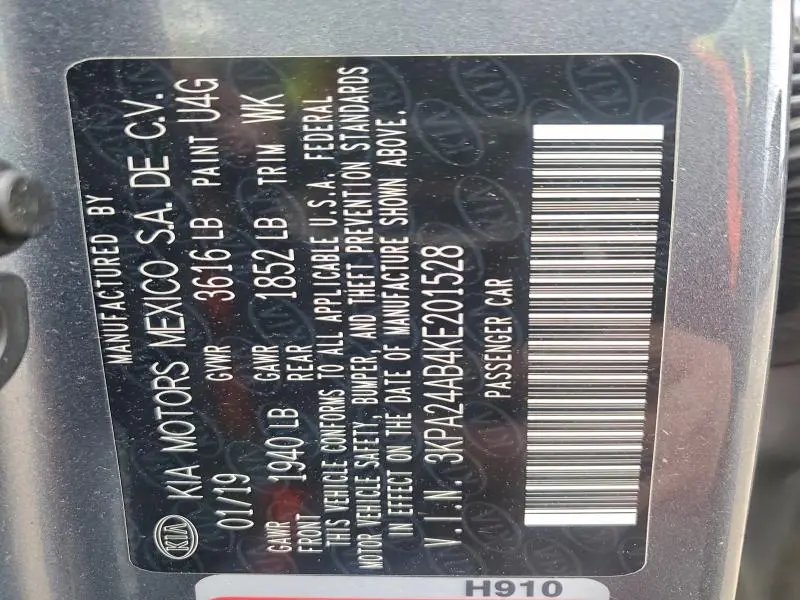 MANUFACTURED BY
KIA KIA MOTORS MEXICO S.A. DE C.V.
01/19 GVWR 3616 LB PAINT U4G
GAWR FRONT 1940 LB GAWR REAR 1852 LB TRIM WK
THIS VEHICLE CONFORMS TO ALL APPLICABLE U.S.A. FEDERAL
MOTOR VEHICLE SAFETY, BUMPER, AND THEFT PREVENTION STANDARDS
IN EFFECT ON THE DATE OF MANUFACTURE SHOWN ABOVE.
V.I.N. 3KPA24AB4KE201528
PASSENGER CAR
H910